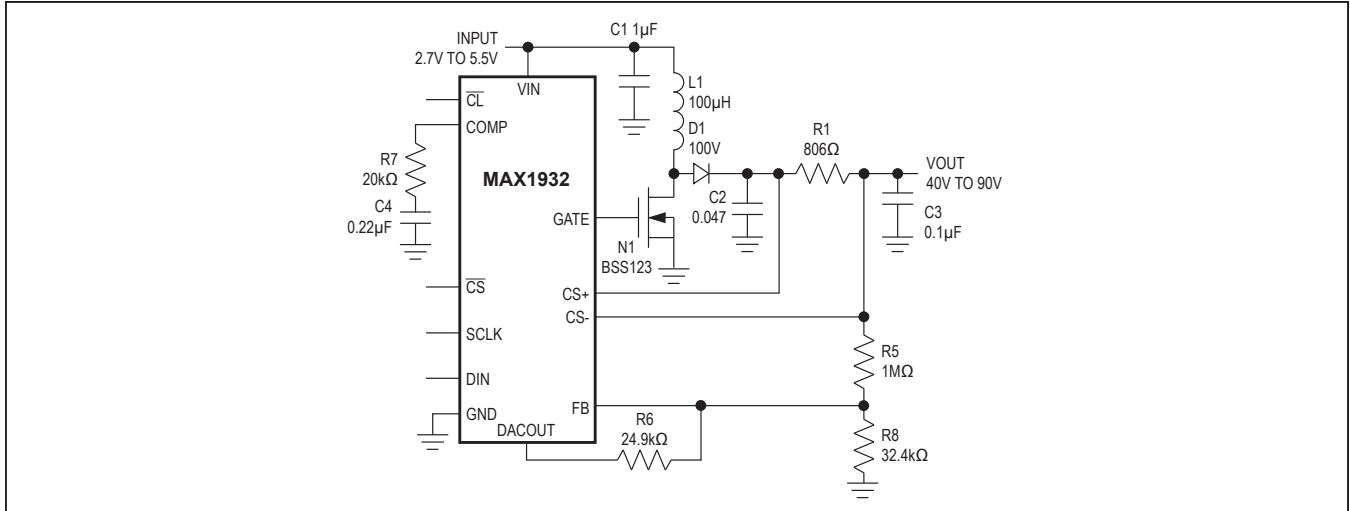 INPUT
2.7V TO 5.5V
C1 1µF
VIN
L1
100µH
C̅L̅
COMP
D1
100V
R1
806Ω
R7
20kΩ
MAX1932
VOUT
40V TO 90V
C4
0.22µF
GATE
C2
0.047
C3
0.1µF
N1
BSS123
C̅S̅
CS+
CS-
SCLK
R5
1MΩ
DIN
GND
FB
DACOUT
R6
24.9kΩ
R8
32.4kΩ